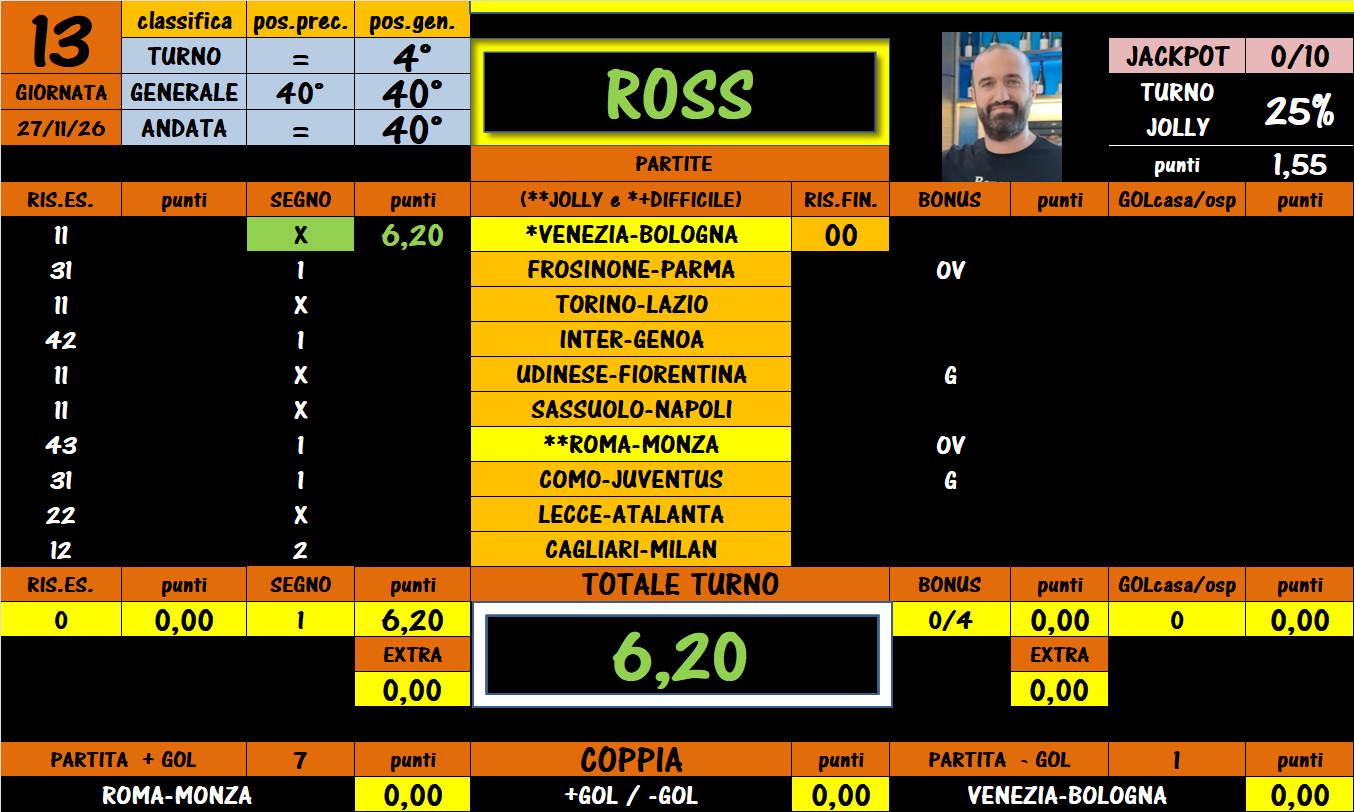 13 classifica pos.prec. pos.gen.
TURNO = 4°
GIORNATA GENERALE 40° 40°
27/11/26 ANDATA = 40°
ROSS
JACKPOT 0/10
TURNO JOLLY 25%
punti 1,55
PARTITE
RIS.ES. punti SEGNO punti (**JOLLY e *+DIFFICILE) RIS.FIN. BONUS punti GOLcasa/osp punti
11 X 6,20 *VENEZIA-BOLOGNA 00
31 1 FROSINONE-PARMA OV
11 X TORINO-LAZIO
42 1 INTER-GENOA
11 X UDINESE-FIORENTINA G
11 X SASSUOLO-NAPOLI
43 1 **ROMA-MONZA OV
31 1 COMO-JUVENTUS G
22 X LECCE-ATALANTA
12 2 CAGLIARI-MILAN
RIS.ES. punti SEGNO punti TOTALE TURNO BONUS punti GOLcasa/osp punti
0 0,00 1 6,20 6,20 0/4 0,00 0 0,00
EXTRA EXTRA
0,00 0,00
PARTITA + GOL 7 punti COPPIA punti PARTITA - GOL 1 punti
ROMA-MONZA 0,00 +GOL / -GOL 0,00 VENEZIA-BOLOGNA 0,00